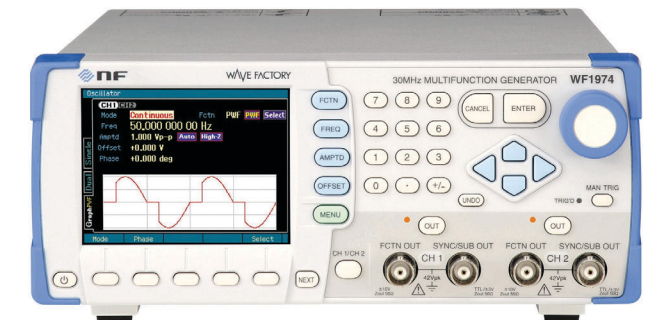 NF
WAVE FACTORY
30MHz MULTIFUNCTION GENERATOR WF1974
Oscillator
CH1 CH2
Mode Continuous Fctn PWF PWF Select
Freq 50.000 000 00 Hz
Amptd 1.000 Vp-p Auto High-Z
Offset +0.000 V
Phase +0.000 deg
Single
Dual
GraphPWF
Mode Phase Select
FCTN
FREQ
AMPTD
OFFSET
MENU
7 8 9
4 5 6
1 2 3
0 · +/-
CANCEL ENTER
UNDO
TRIG'D
MAN TRIG
OUT OUT
NEXT
CH 1/CH 2
FCTN OUT SYNC/SUB OUT FCTN OUT SYNC/SUB OUT
CH 1 CH 2
42Vpk 42Vpk